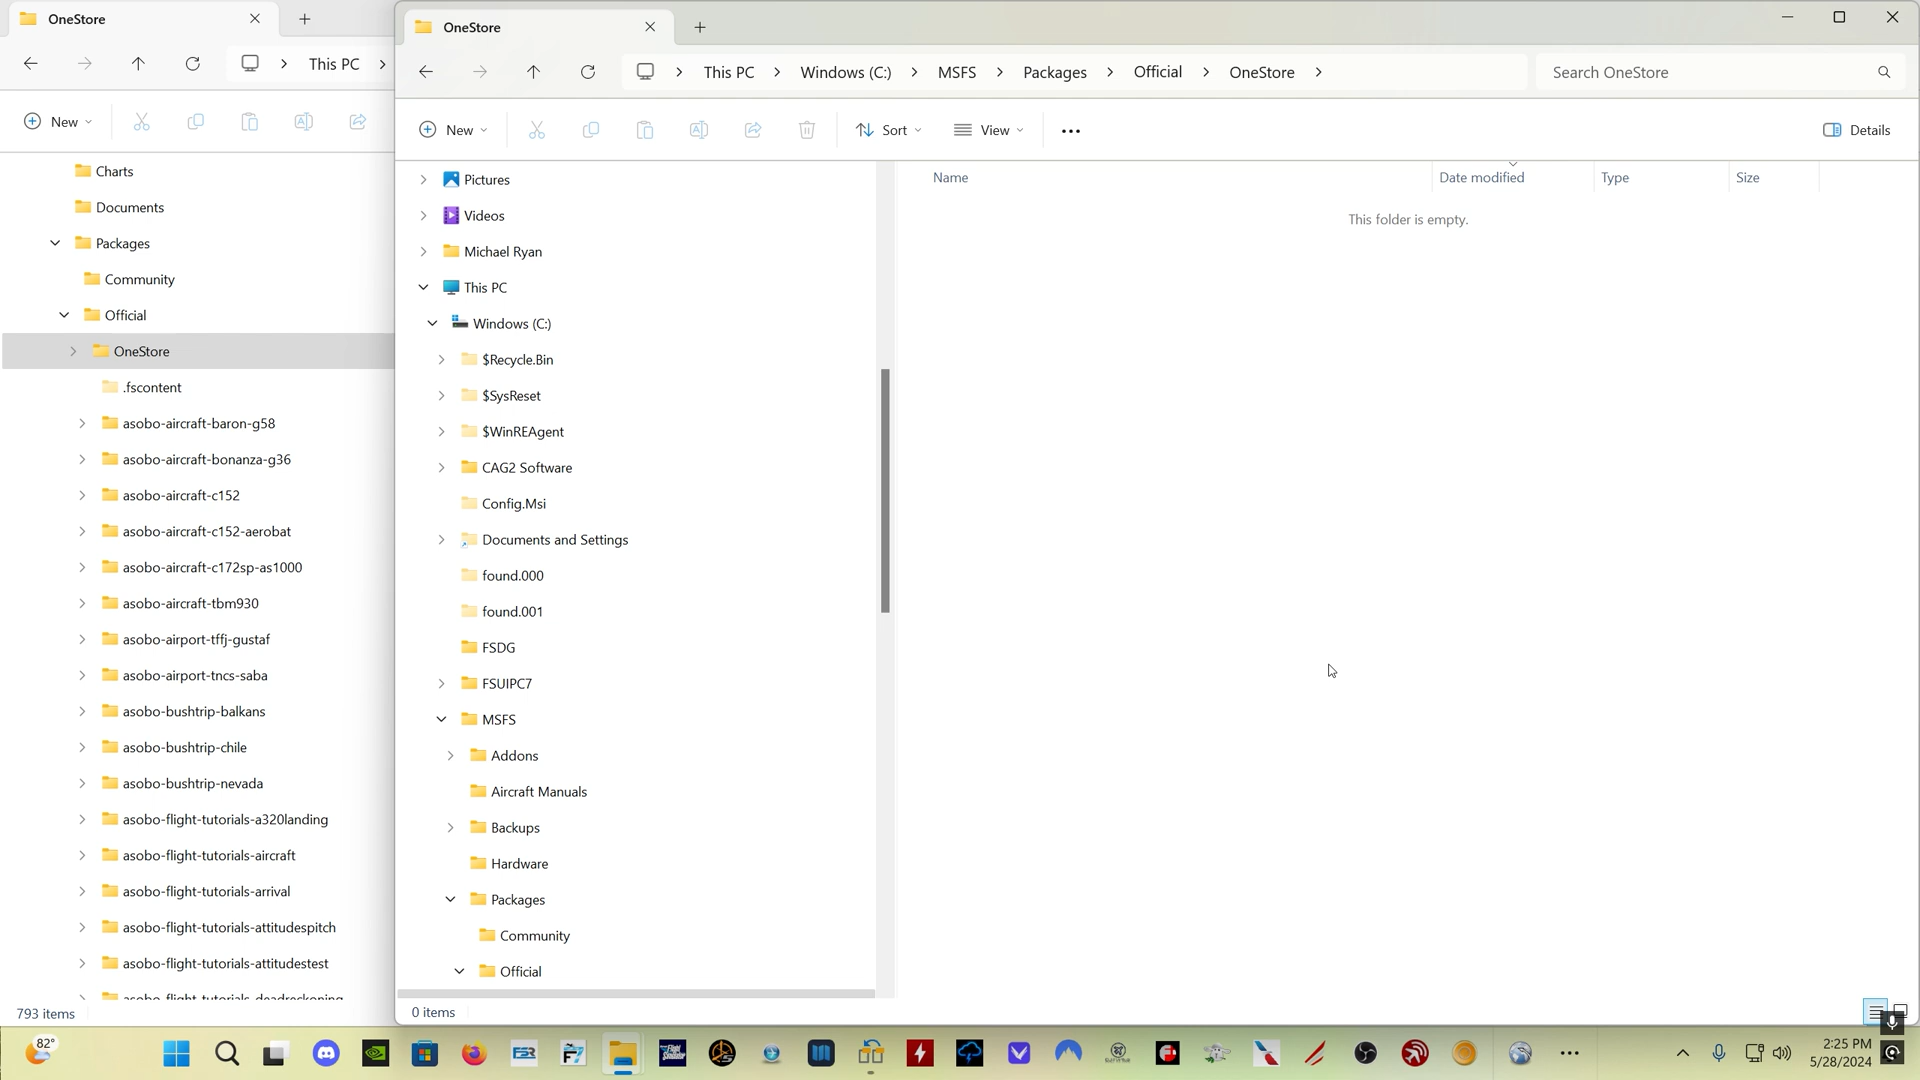 OneStore
This PC
New
Charts
Documents
Packages
Community
Official
OneStore
.fscontent
asobo-aircraft-baron-g58
asobo-aircraft-bonanza-g36
asobo-aircraft-c152
asobo-aircraft-c152-aerobat
asobo-aircraft-c172sp-as1000
asobo-aircraft-tbm930
asobo-airport-tffj-gustaf
asobo-airport-tncs-saba
asobo-bushtrip-balkans
asobo-bushtrip-chile
asobo-bushtrip-nevada
asobo-flight-tutorials-a320landing
asobo-flight-tutorials-aircraft
asobo-flight-tutorials-arrival
asobo-flight-tutorials-attitudespitch
asobo-flight-tutorials-attitudestest
asobo-flight-tutorials-deadreckoning
793 items
OneStore
This PC > Windows (C:) > MSFS > Packages > Official > OneStore >
Search OneStore
New
Sort
View
Details
Pictures
Videos
Michael Ryan
This PC
Windows (C:)
$Recycle.Bin
$SysReset
$WinREAgent
CAG2 Software
Config.Msi
Documents and Settings
found.000
found.001
FSDG
FSUIPC7
MSFS
Addons
Aircraft Manuals
Backups
Hardware
Packages
Community
Official
Name
Date modified
Type
Size
This folder is empty.
0 items
82°
2:25 PM
5/28/2024